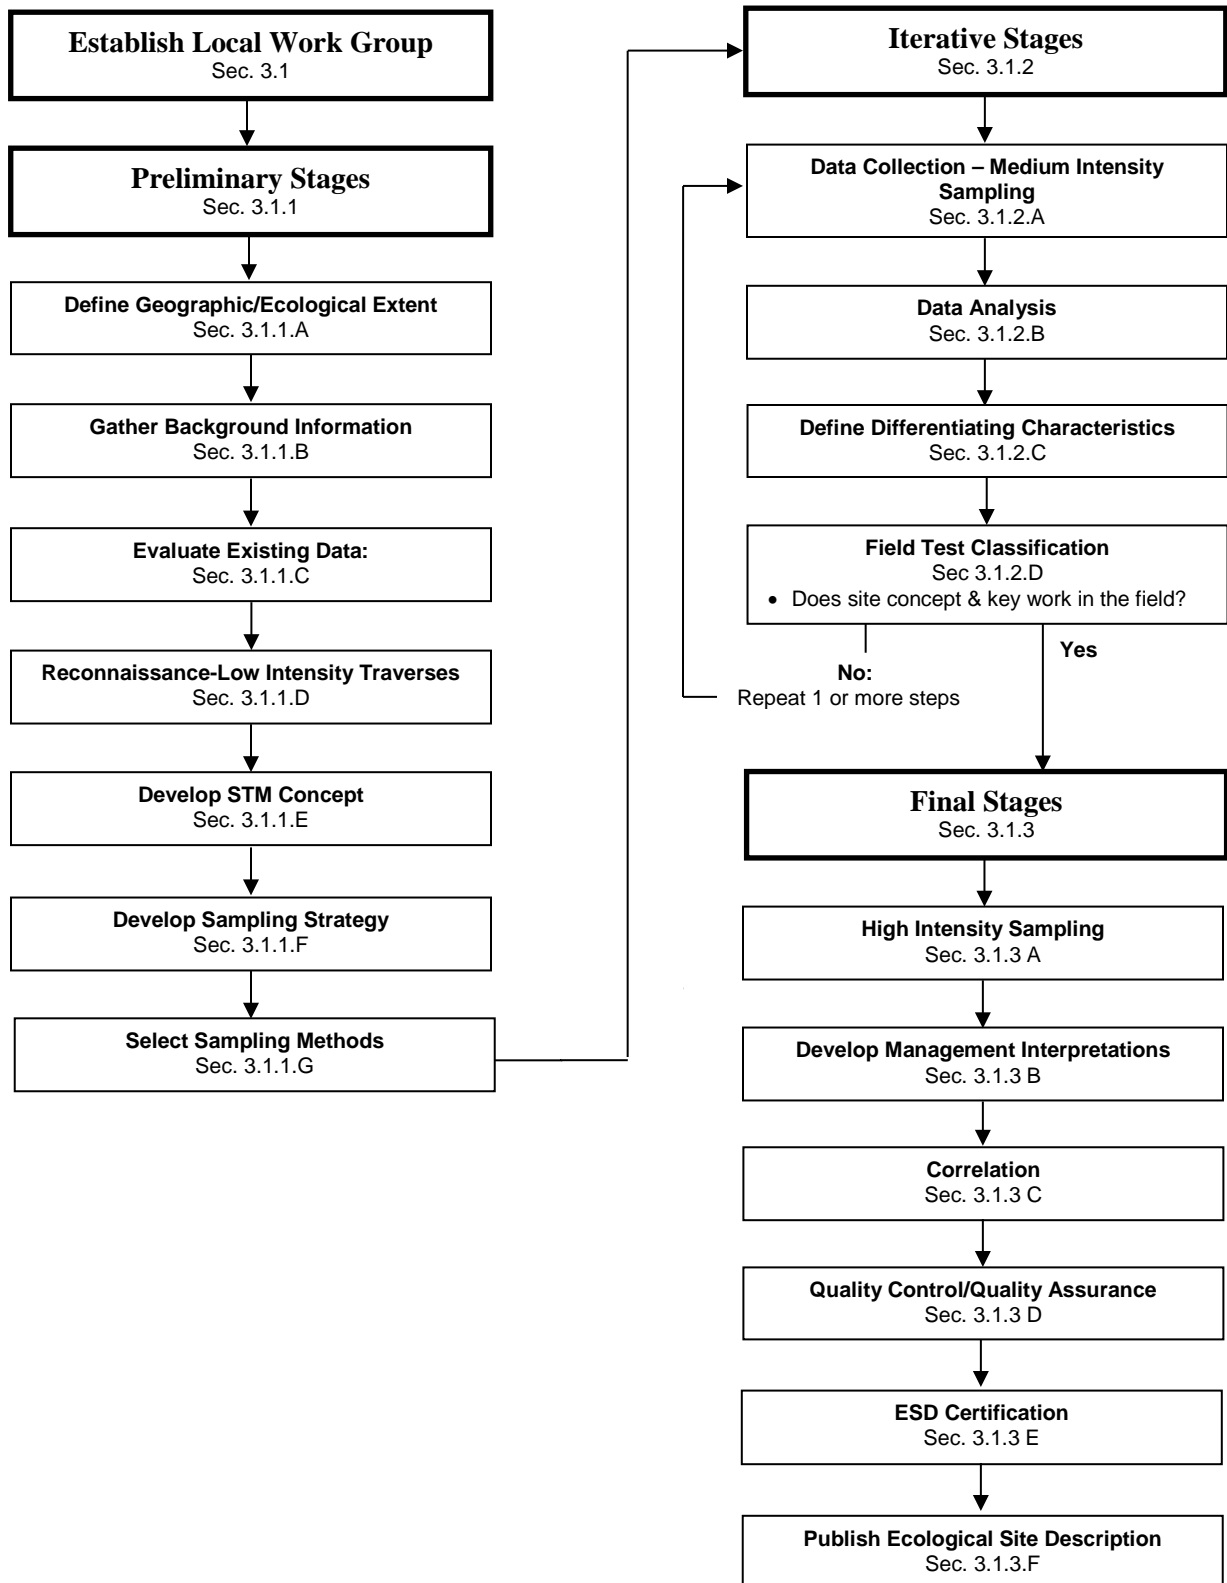 Establish Local Work Group
Sec. 3.1
Preliminary Stages
Sec. 3.1.1
Define Geographic/Ecological Extent
Sec. 3.1.1.A
Gather Background Information
Sec. 3.1.1.B
Evaluate Existing Data:
Sec. 3.1.1.C
Reconnaissance-Low Intensity Traverses
Sec. 3.1.1.D
Develop STM Concept
Sec. 3.1.1.E
Develop Sampling Strategy
Sec. 3.1.1.F
Select Sampling Methods
Sec. 3.1.1.G
Iterative Stages
Sec. 3.1.2
Data Collection – Medium Intensity
Sampling
Sec. 3.1.2.A
Data Analysis
Sec. 3.1.2.B
Define Differentiating Characteristics
Sec. 3.1.2.C
Field Test Classification
Sec 3.1.2.D
• Does site concept & key work in the field?
Yes
No:
Repeat 1 or more steps
Final Stages
Sec. 3.1.3
High Intensity Sampling
Sec. 3.1.3 A
Develop Management Interpretations
Sec. 3.1.3 B
Correlation
Sec. 3.1.3 C
Quality Control/Quality Assurance
Sec. 3.1.3 D
ESD Certification
Sec. 3.1.3 E
Publish Ecological Site Description
Sec. 3.1.3.F